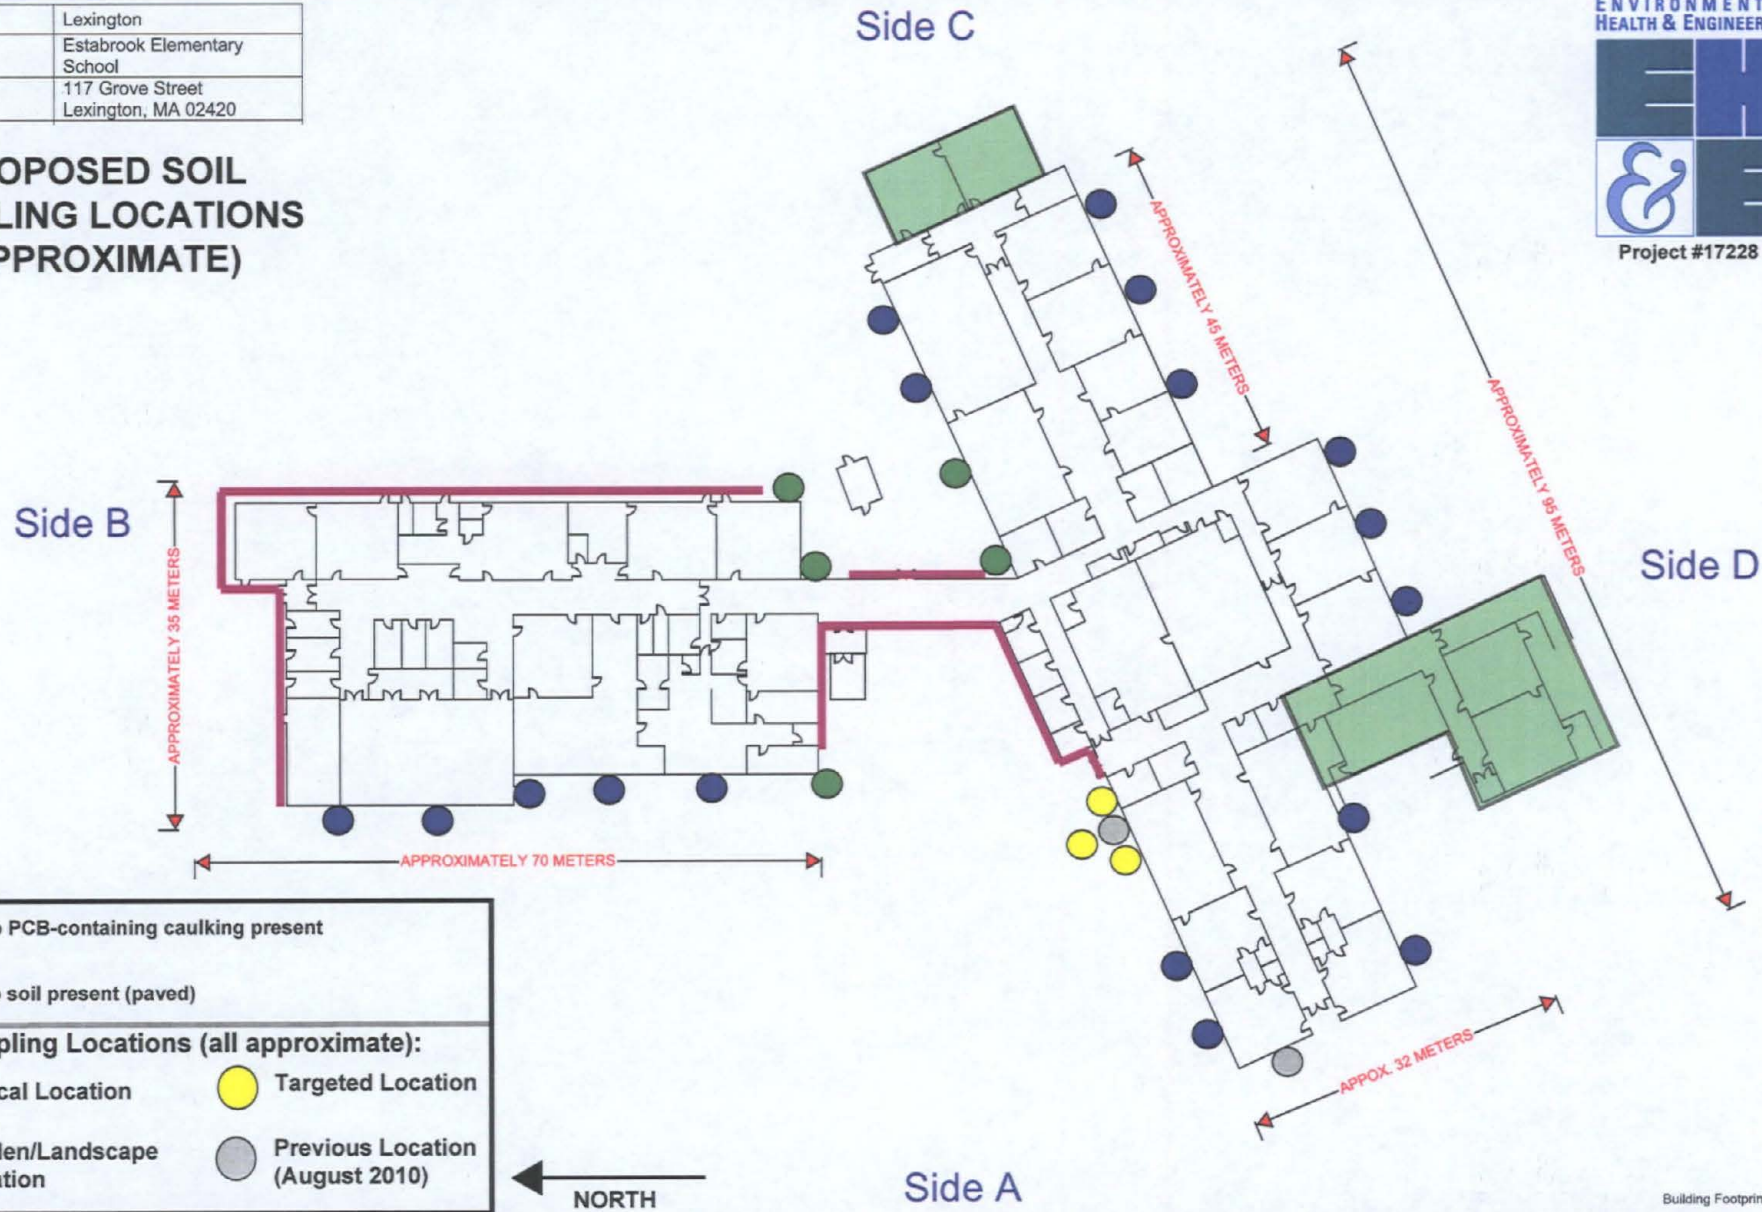 Lexington
Estabrook Elementary
School
117 Grove Street
Lexington, MA 02420
OPOSED SOIL
LING LOCATIONS
PPROXIMATE)
Side C
ENVIRONMENT
HEALTH & ENGINEER
E H
& E
Project #17228
APPROXIMATELY 45 METERS
APPROXIMATELY 95 METERS
Side B
APPROXIMATELY 35 METERS
Side D
APPROXIMATELY 70 METERS
APPOX. 32 METERS
PCB-containing caulking present
soil present (paved)
pling Locations (all approximate):
cal Location
Targeted Location
den/Landscape
ation
Previous Location
(August 2010)
NORTH
Side A
Building Footprin